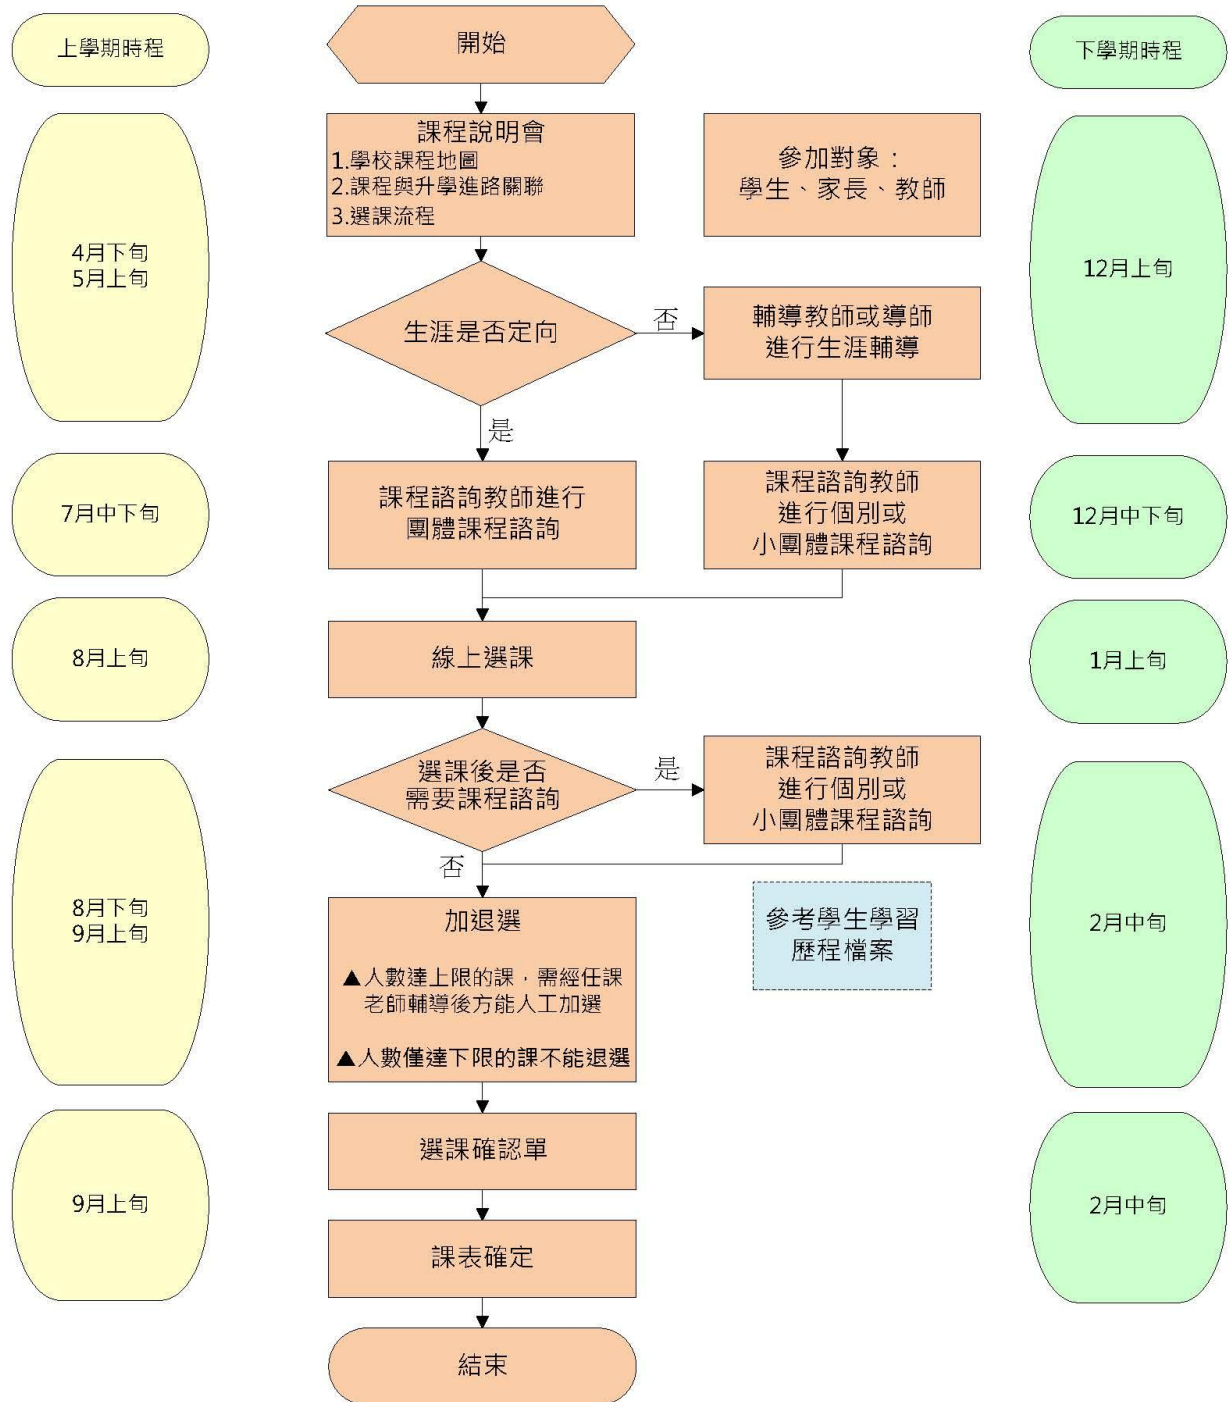 上學期時程
開始
下學期時程
課程說明會
1.學校課程地圖
2.課程與升學進路關聯
3.選課流程
參加對象：
學生、家長、教師
4月下旬
5月上旬
12月上旬
生涯是否定向
否
輔導教師或導師
進行生涯輔導
是
7月中下旬
課程諮詢教師進行
團體課程諮詢
課程諮詢教師
進行個別或
小團體課程諮詢
12月中下旬
8月上旬
線上選課
1月上旬
選課後是否
需要課程諮詢
是
課程諮詢教師
進行個別或
小團體課程諮詢
否
8月下旬
9月上旬
加退選
▲人數達上限的課，需經任課
老師輔導後方能人工加選
▲人數僅達下限的課不能退選
參考學生學習
歷程檔案
2月中旬
選課確認單
9月上旬
2月中旬
課表確定
結束